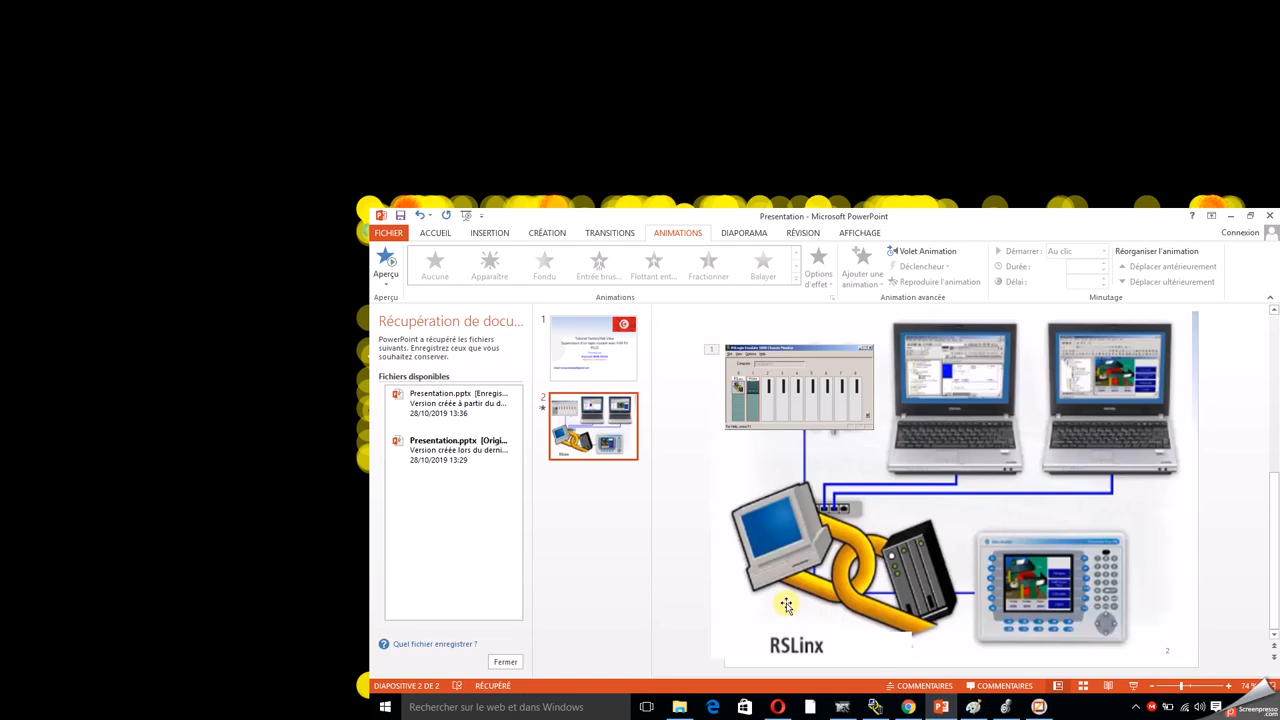 Presentation - Microsoft PowerPoint
FICHIER ACCUEIL INSERTION CRÉATION TRANSITIONS ANIMATIONS DIAPORAMA RÉVISION AFFICHAGE Connexion
Aperçu
Aucune Apparaître Fondu Entrée brus... Flottant ent... Fractionner Balayer
Options d'effet
Ajouter une animation
Volet Animation
Déclencheur
Reproduire l'animation
Démarrer: Au clic
Durée:
Délai:
Réorganiser l'animation
Déplacer antérieurement
Déplacer ultérieurement
Aperçu Animations Animation avancée Minutage
Récupération de docu...
PowerPoint a récupéré les fichiers
suivants. Enregistrez ceux que vous
souhaitez conserver.
Fichiers disponibles
Presentation.pptx [Enregis...
Version créée à partir du d...
28/10/2019 13:36
Presentation.pptx [Origi...
Version créée lors du derni...
28/10/2019 13:29
Quel fichier enregistrer ?
Fermer
1
2
1
RSLinx
2
DIAPOSITIVE 2 DE 2 RÉCUPÉRÉ COMMENTAIRES COMMENTAIRES 74 %
Rechercher sur le web et dans Windows
Screenpresso